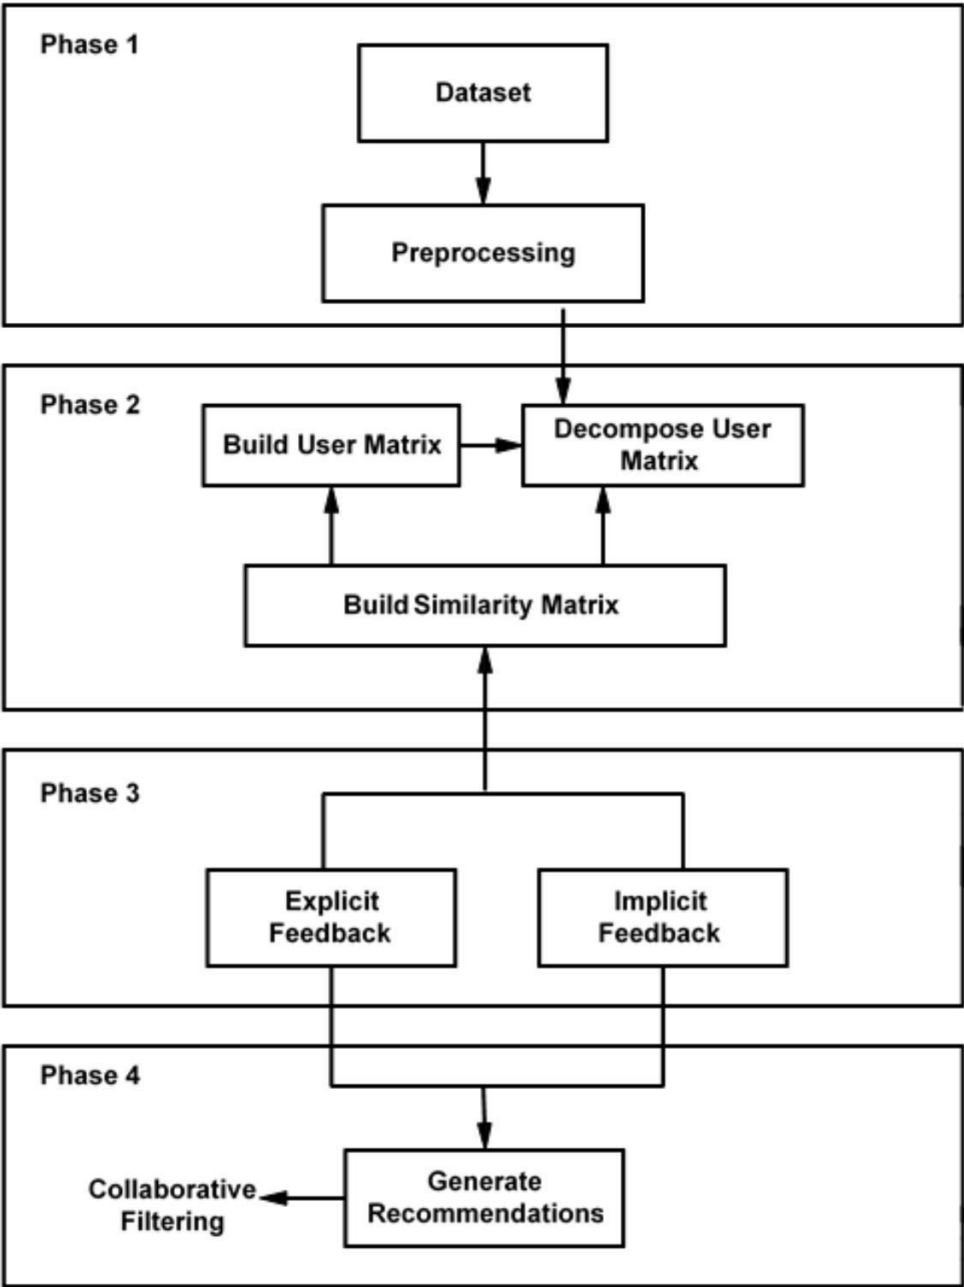 Phase 1
Dataset
Preprocessing
Phase 2
Build User Matrix
Decompose User
Matrix
Build Similarity Matrix
Phase 3
Explicit
Feedback
Implicit
Feedback
Phase 4
Generate
Recommendations
Collaborative
Filtering